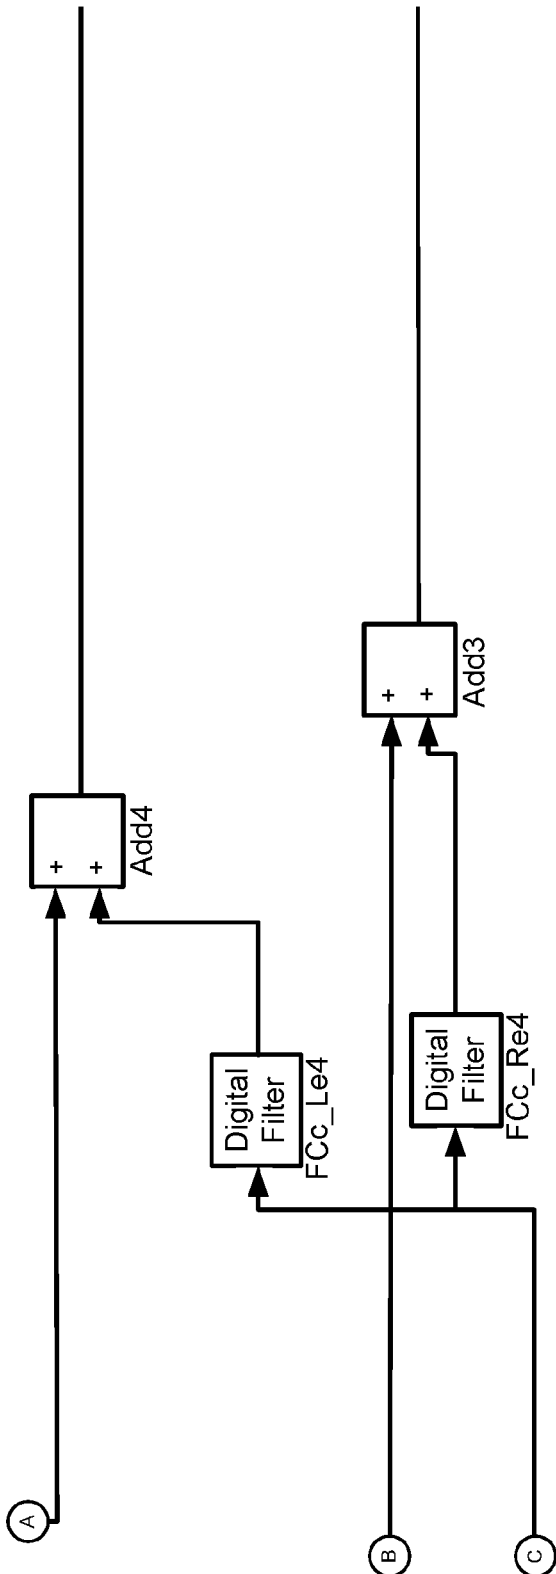 A
+
+
Add4
Digital
Filter
FCc_Le4
B
+
+
Add3
Digital
Filter
FCc_Re4
C